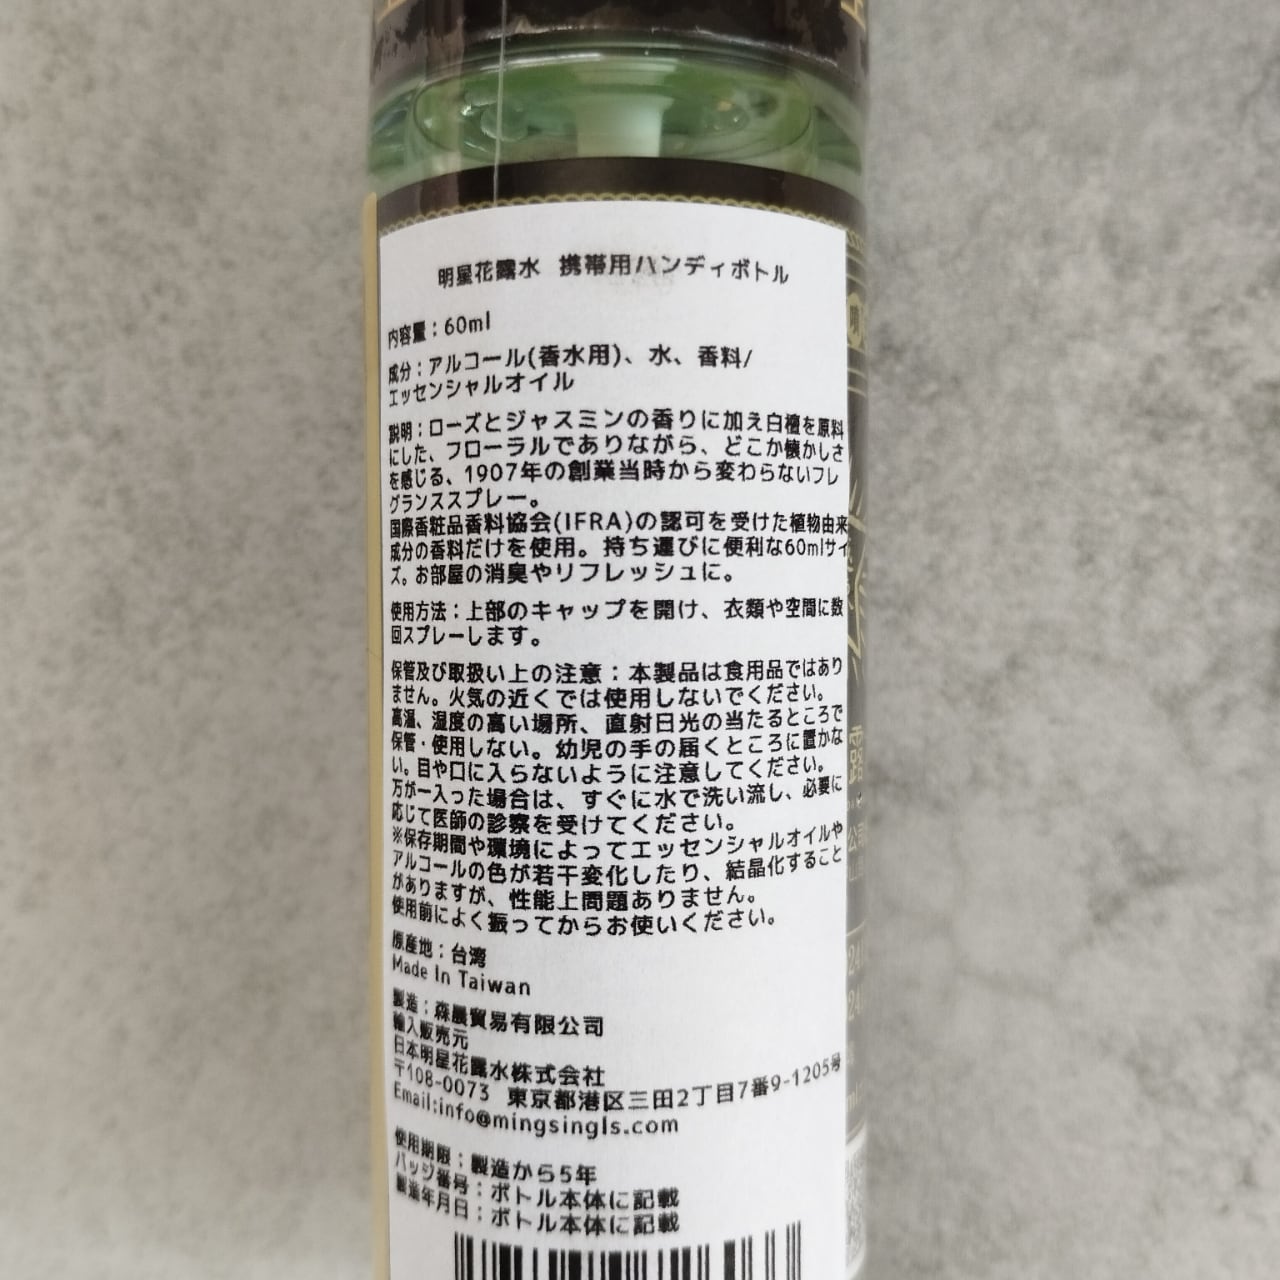 明星花露水 携帯用ハンディボトル
内容量：60ml
成分：アルコール(香水用)、水、香料/
エッセンシャルオイル
説明：ローズとジャスミンの香りに加え白檀を原料
にした、フローラルでありながら、どこか懐かしさ
を感じる、1907年の創業当時から変わらないフレ
グランススプレー。
国際香粧品香料協会(IFRA)の認可を受けた植物由来
成分の香料だけを使用。持ち運びに便利な60mlサイ
ズ。お部屋の消臭やリフレッシュに。
使用方法：上部のキャップを開け、衣類や空間に数
回スプレーします。
保管及び取扱い上の注意：本製品は食用品ではあり
ません。火気の近くでは使用しないでください。
高温、湿度の高い場所、直射日光の当たるところで
保管・使用しない。幼児の手の届くところに置かな
い。目や口に入らないように注意してください。
万が一入った場合は、すぐに水で洗い流し、必要に
応じて医師の診察を受けてください。
※保存期間や環境によってエッセンシャルオイルや
アルコールの色が若干変化したり、結晶化すること
がありますが、性能上問題ありません。
使用前によく振ってからお使いください。
原産地：台湾
Made In Taiwan
製造：森晨貿易有限公司
輸入販売元
日本明星花露水株式会社
〒108-0073 東京都港区三田2丁目7番9-1205号
Email:info@mingsingls.com
使用期限：製造から5年
バッジ番号：ボトル本体に記載
製造年月日：ボトル本体に記載
露
公司